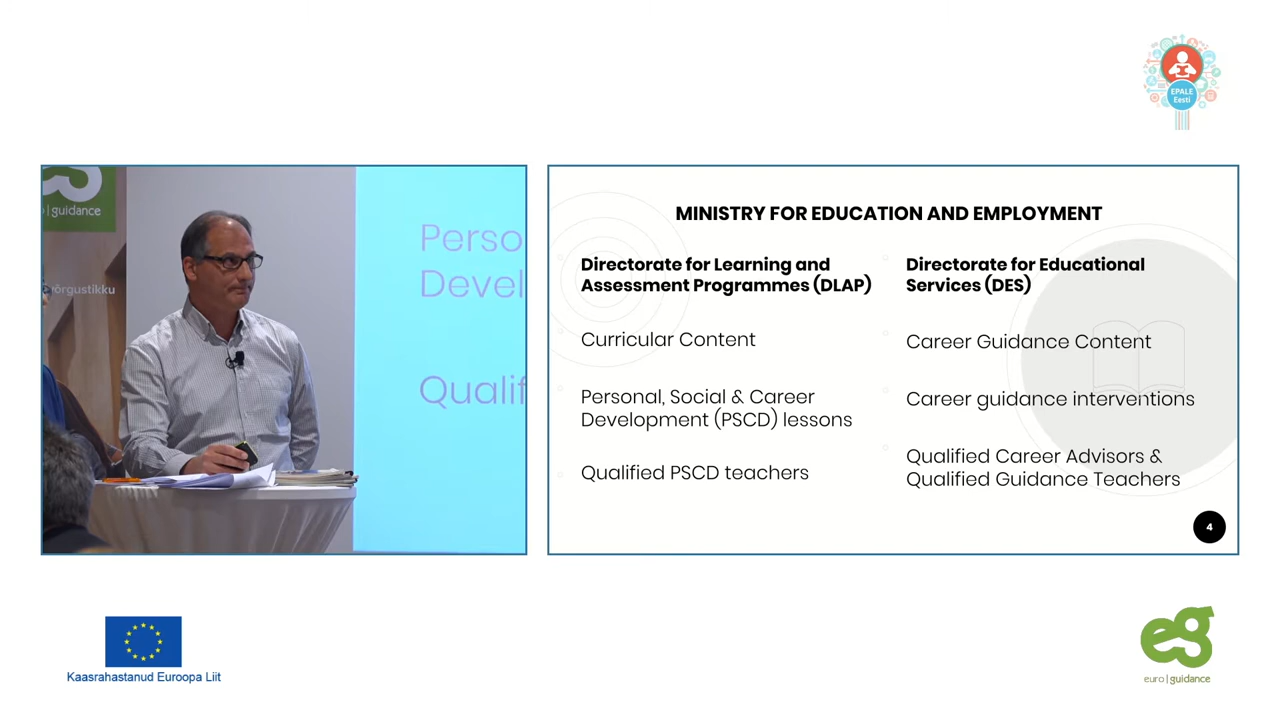 EPALE
Eesti
guidance
Perso
Devel
Qualif
MINISTRY FOR EDUCATION AND EMPLOYMENT
Directorate for Learning and
Assessment Programmes (DLAP)
Curricular Content
Personal, Social & Career
Development (PSCD) lessons
Qualified PSCD teachers
Directorate for Educational
Services (DES)
Career Guidance Content
Career guidance interventions
Qualified Career Advisors &
Qualified Guidance Teachers
4
Kaasrahastanud Euroopa Liit
eg
euro|guidance